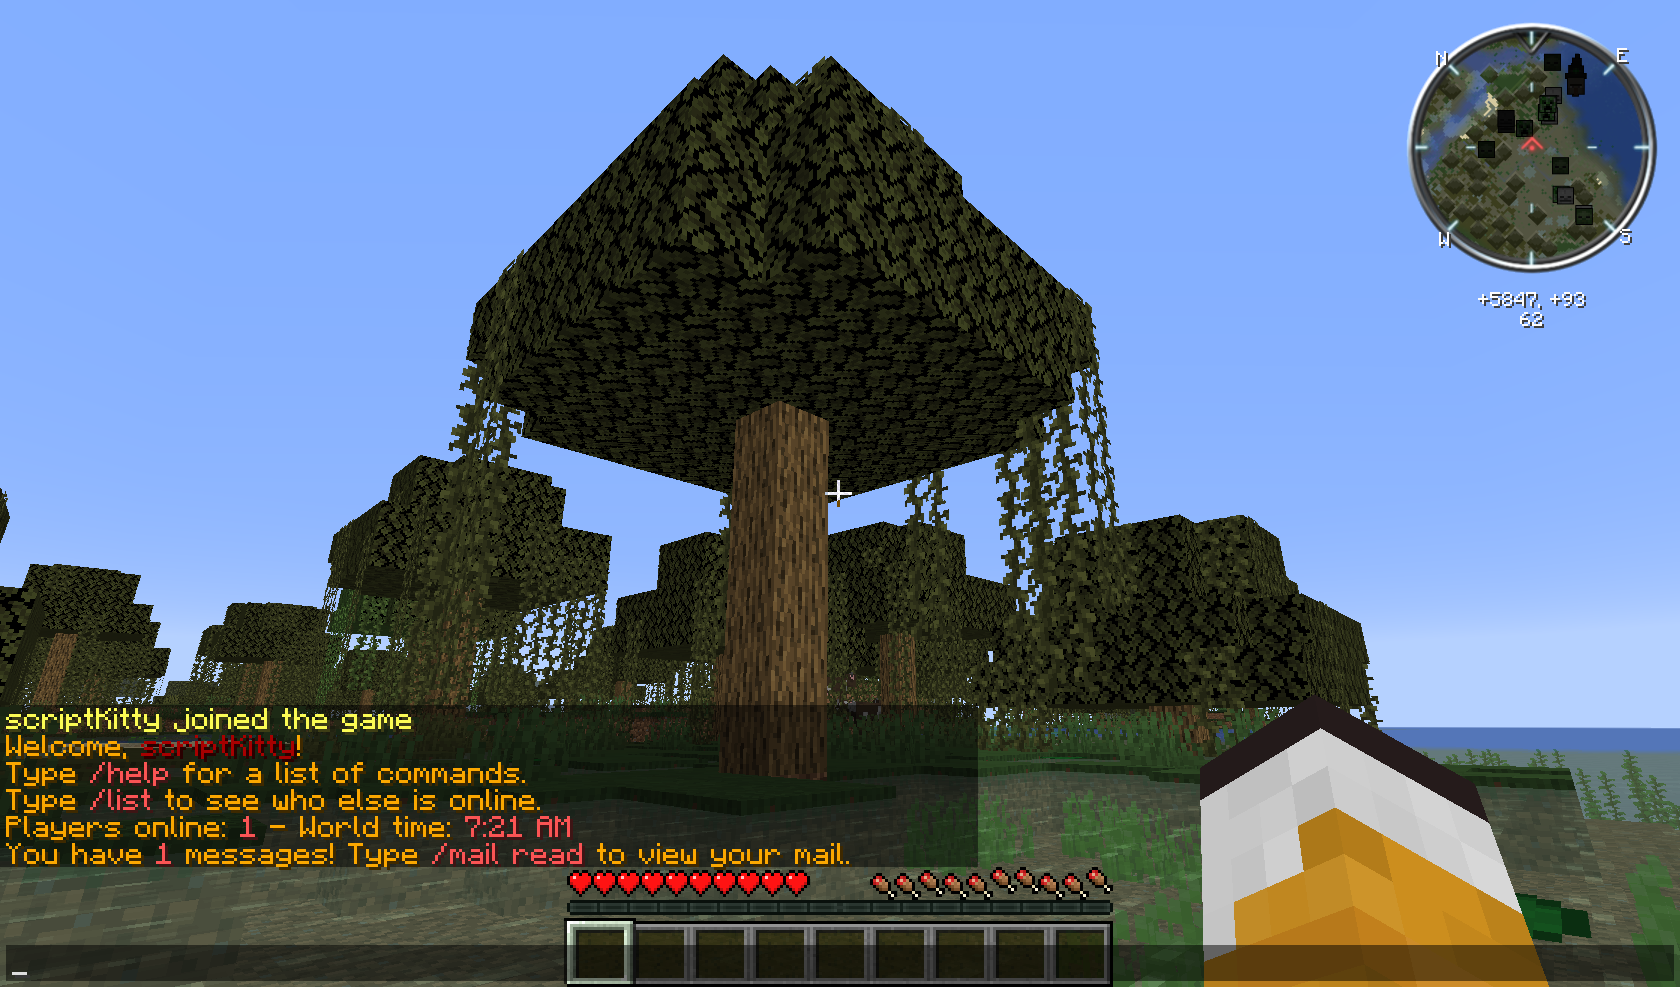 N
E
W
S
+5847, +93
62
scriptKitty joined the game
Welcome, scriptKitty!
Type /help for a list of commands.
Type /list to see who else is online.
Players online: 1 - World time: 7:21 AM
You have 1 messages! Type /mail read to view your mail.
_